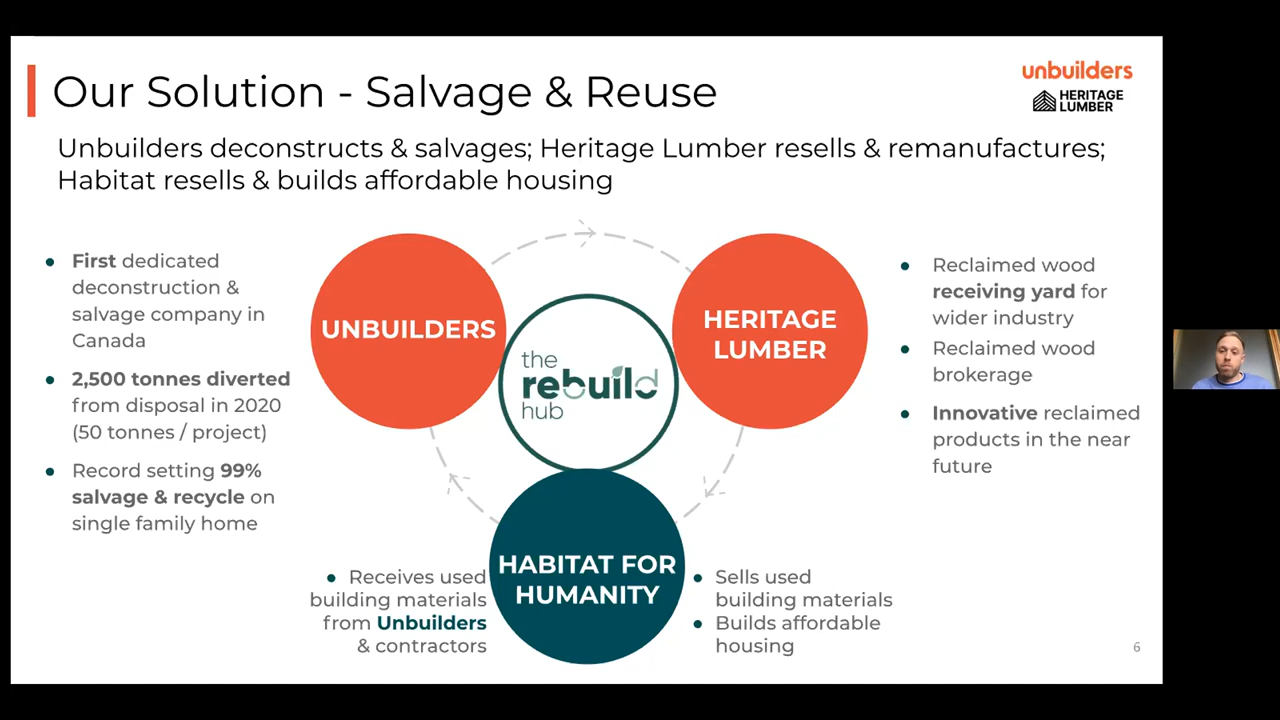 Our Solution - Salvage & Reuse
unbuilders
HERITAGE
LUMBER
Unbuilders deconstructs & salvages; Heritage Lumber resells & remanufactures;
Habitat resells & builds affordable housing
• First dedicated
deconstruction &
salvage company in
Canada
• 2,500 tonnes diverted
from disposal in 2020
(50 tonnes / project)
• Record setting 99%
salvage & recycle on
single family home
UNBUILDERS
the
rebuild
hub
HERITAGE
LUMBER
• Reclaimed wood
receiving yard for
wider industry
• Reclaimed wood
brokerage
• Innovative reclaimed
products in the near
future
• Receives used
building materials
from Unbuilders
& contractors
HABITAT FOR
HUMANITY
• Sells used
building materials
• Builds affordable
housing
6